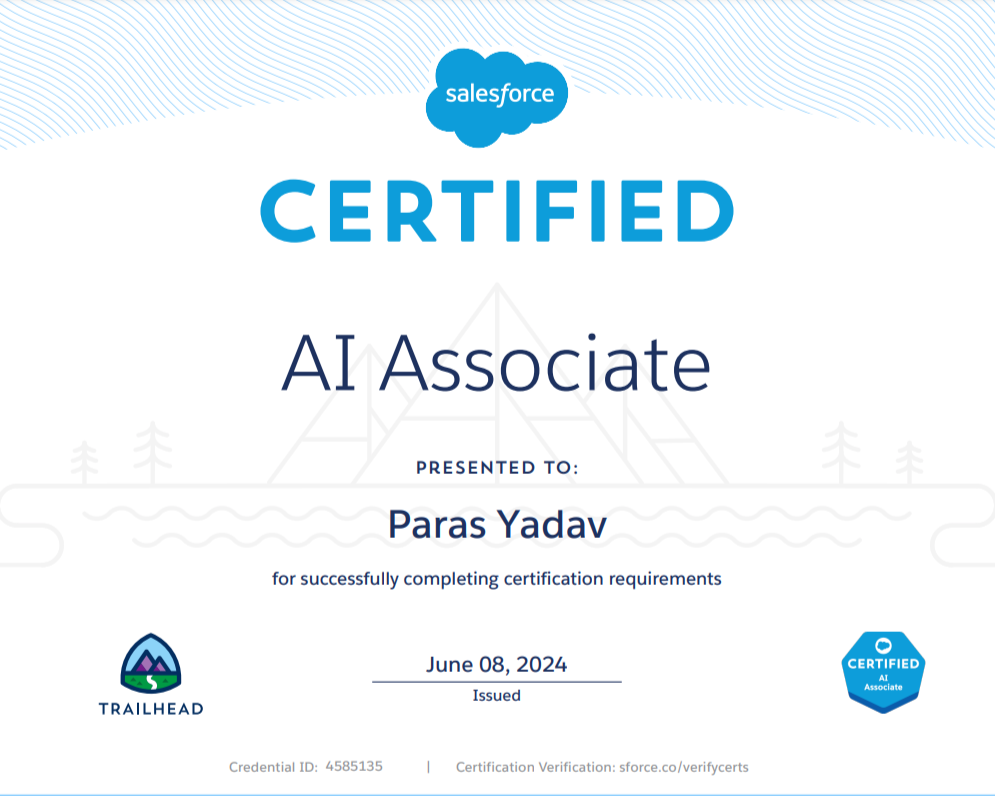 salesforce
CERTIFIED
AI Associate
PRESENTED TO:
Paras Yadav
for successfully completing certification requirements
June 08, 2024
Issued
TRAILHEAD
CERTIFIED
AI
Associate
Credential ID: 4585135 | Certification Verification: sforce.co/verifycerts